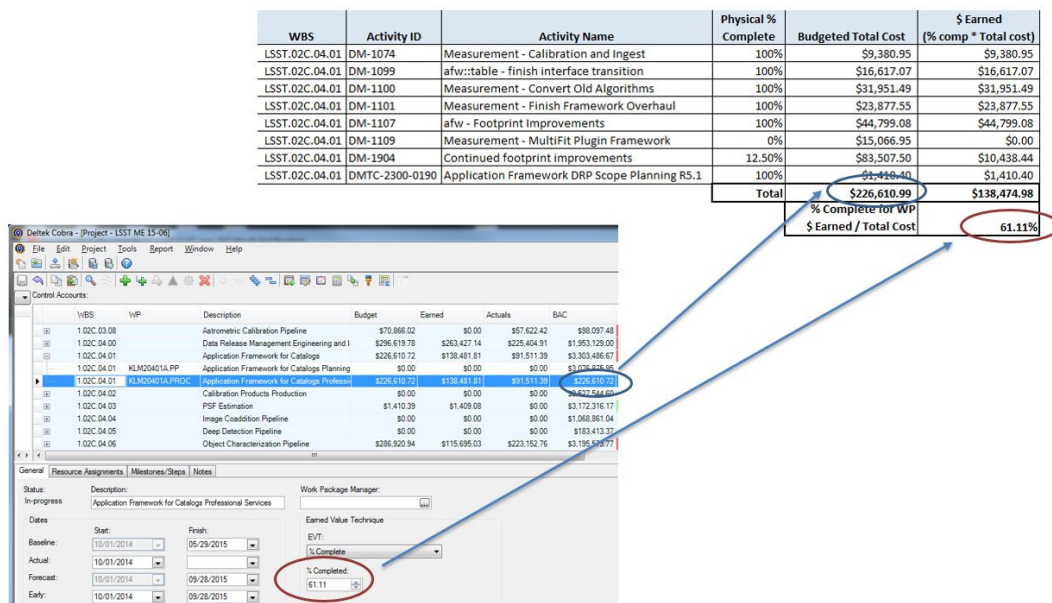 WBS Activity ID Activity Name Physical % Complete Budgeted Total Cost $ Earned (% comp * Total cost)
LSST.02C.04.01 DM-1074 Measurement - Calibration and Ingest 100% $9,380.95 $9,380.95
LSST.02C.04.01 DM-1099 afw::table - finish interface transition 100% $16,617.07 $16,617.07
LSST.02C.04.01 DM-1100 Measurement - Convert Old Algorithms 100% $31,951.49 $31,951.49
LSST.02C.04.01 DM-1101 Measurement - Finish Framework Overhaul 100% $23,877.55 $23,877.55
LSST.02C.04.01 DM-1107 afw - Footprint Improvements 100% $44,799.08 $44,799.08
LSST.02C.04.01 DM-1109 Measurement - MultiFit Plugin Framework 0% $15,066.95 $0.00
LSST.02C.04.01 DM-1904 Continued footprint improvements 12.50% $83,507.50 $10,438.44
LSST.02C.04.01 DMTC-2300-0190 Application Framework DRP Scope Planning R5.1 100% $1,410.40 $1,410.40
Total $226,610.99 $138,474.98
% Complete for WP
$ Earned / Total Cost 61.11%
Deltek Cobra - [Project - LSST ME 15-06]
File Edit Project Tools Report Window Help
Control Accounts:
WBS WP Description Budget Earned Actuals BAC
1.02C.03.08 Astrometric Calibration Pipeline $70,866.02 $0.00 $57,622.42 $98,097.48
1.02C.04.00 Data Release Management Engineering and I $296,619.78 $263,427.14 $225,404.91 $1,953,129.00
1.02C.04.01 Application Framework for Catalogs $226,610.72 $138,481.81 $91,511.39 $3,303,486.67
1.02C.04.01 KLM20401A.PP Application Framework for Catalogs Planning $0.00 $0.00 $0.00 $3,076,875.95
1.02C.04.01 KLM20401A.PROC Application Framework for Catalogs Professi $226,610.72 $138,481.81 $91,511.39 $226,610.72
1.02C.04.02 Calibration Products Production $0.00 $0.00 $0.00
1.02C.04.03 PSF Estimation $1,410.39 $1,409.08 $0.00 $3,172,316.17
1.02C.04.04 Image Coaddition Pipeline $0.00 $0.00 $0.00 $1,068,861.04
1.02C.04.05 Deep Detection Pipeline $0.00 $0.00 $0.00 $183,413.37
1.02C.04.06 Object Characterization Pipeline $286,920.94 $115,695.03 $223,152.76 $3,195,573.77
General Resource Assignments Milestones/Steps Notes
Status: Description: Work Package Manager:
In-progress Application Framework for Catalogs Professional Services
Dates Earned Value Technique
Start: Finish: EVT:
Baseline: 10/01/2014 05/29/2015 % Complete
Actual: 10/01/2014 % Completed:
Forecast: 10/01/2014 09/28/2015 61.11
Early: 10/01/2014 09/28/2015